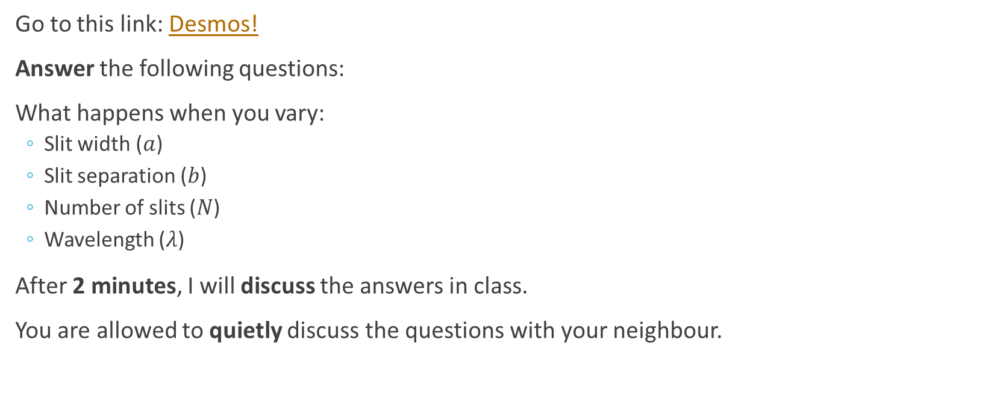 Go to this link: Desmos!
Answer the following questions:
What happens when you vary:
◦ Slit width (𝑎)
◦ Slit separation (𝑏)
◦ Number of slits (𝑁)
◦ Wavelength (𝜆)
After 2 minutes, I will discuss the answers in class.
You are allowed to quietly discuss the questions with your neighbour.